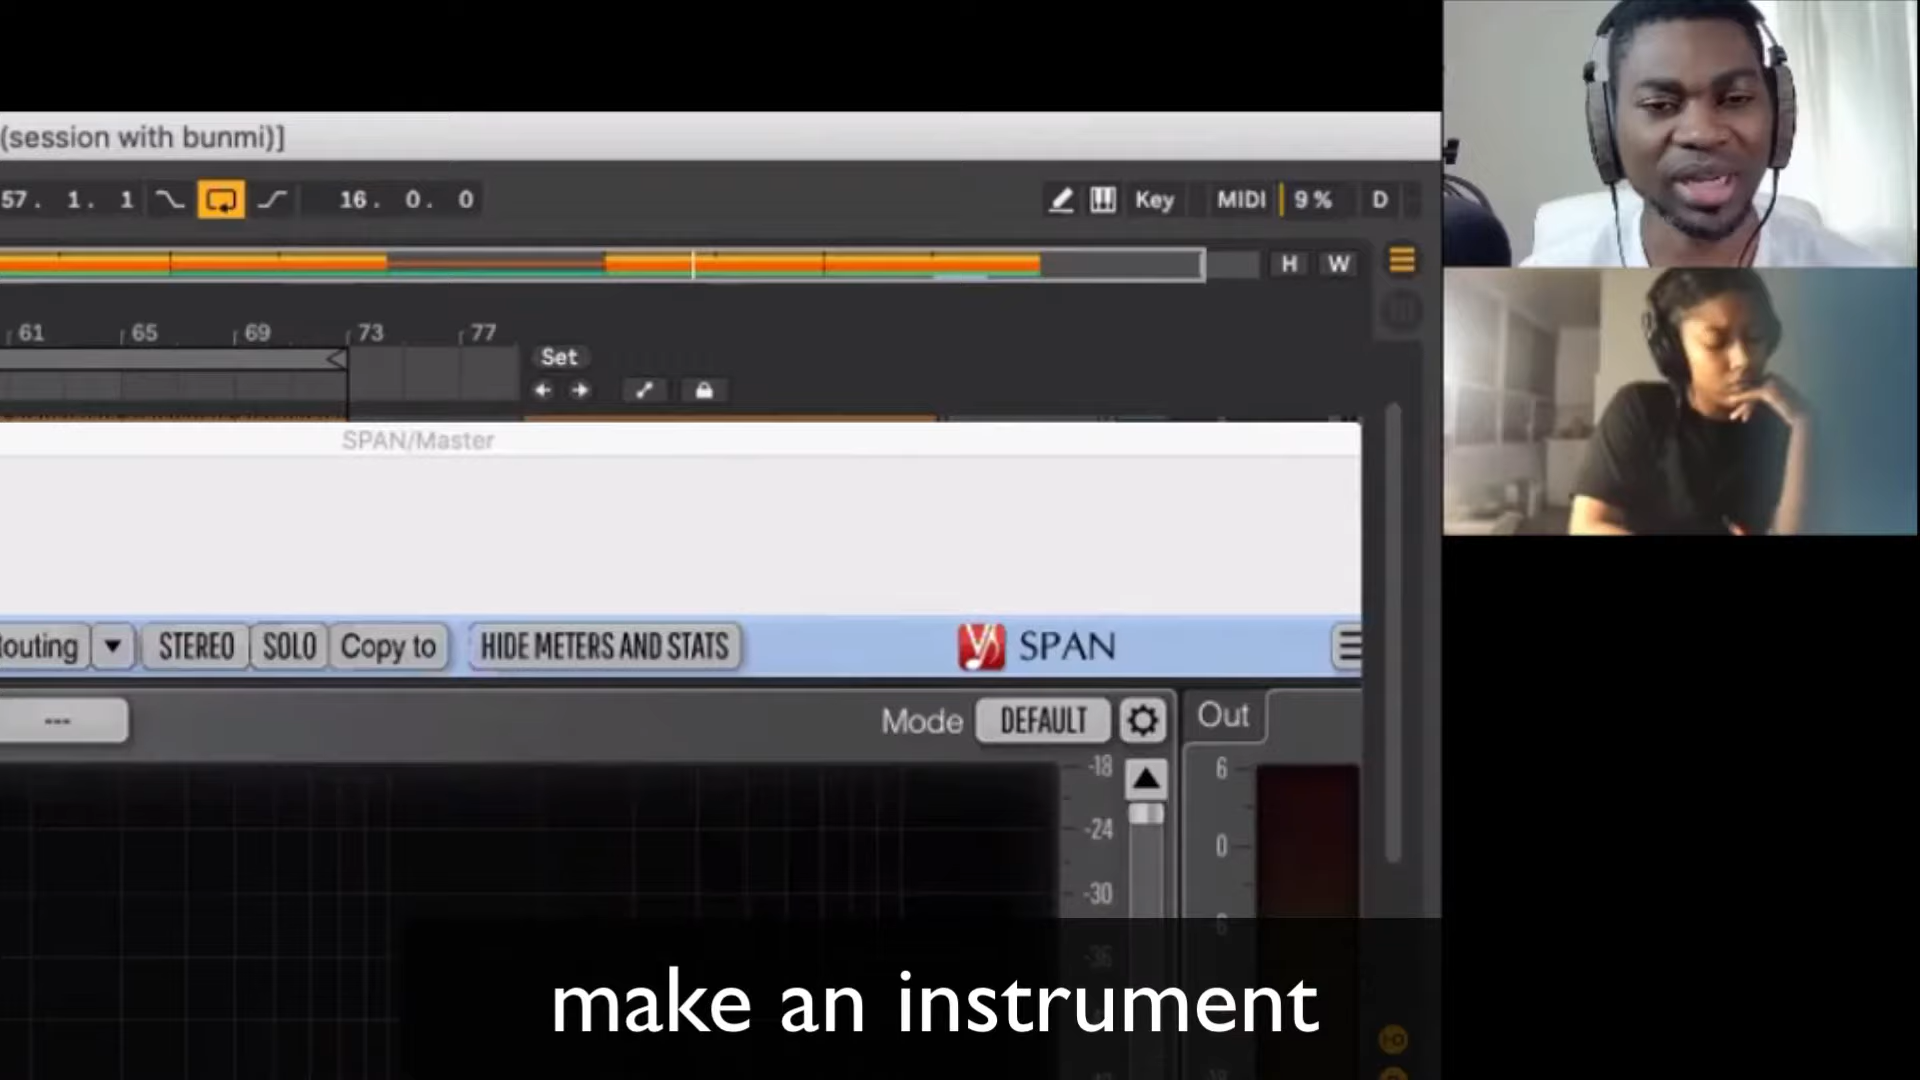 (session with bunmi)]
57. 1. 1 16. 0. 0 Key MIDI 9 % D
H W
61 65 69 73 77
Set
SPAN/Master
outing STEREO SOLO Copy to HIDE METERS AND STATS SPAN
--- Mode DEFAULT Out
-18 6
-24 0
-30 6
-36
make an instrument